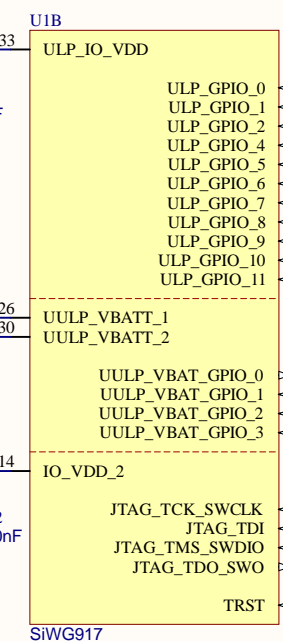 U1B
33
ULP_IO_VDD
ULP_GPIO_0
ULP_GPIO_1
ULP_GPIO_2
ULP_GPIO_4
ULP_GPIO_5
ULP_GPIO_6
ULP_GPIO_7
ULP_GPIO_8
ULP_GPIO_9
ULP_GPIO_10
ULP_GPIO_11
26
UULP_VBATT_1
30
UULP_VBATT_2
UULP_VBAT_GPIO_0
UULP_VBAT_GPIO_1
UULP_VBAT_GPIO_2
UULP_VBAT_GPIO_3
14
IO_VDD_2
JTAG_TCK_SWCLK
JTAG_TDI
JTAG_TMS_SWDIO
JTAG_TDO_SWO
TRST
SiWG917